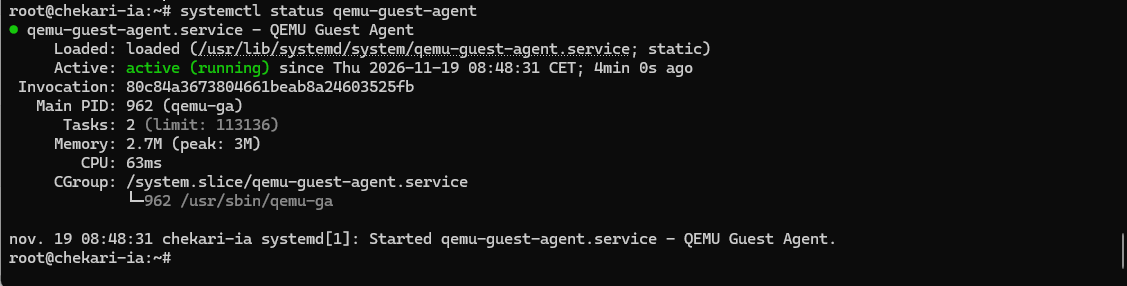 root@chekari-ia:~# systemctl status qemu-guest-agent
● qemu-guest-agent.service - QEMU Guest Agent
     Loaded: loaded (/usr/lib/systemd/system/qemu-guest-agent.service; static)
     Active: active (running) since Thu 2026-11-19 08:48:31 CET; 4min 0s ago
 Invocation: 80c84a3673804661beab8a24603525fb
   Main PID: 962 (qemu-ga)
      Tasks: 2 (limit: 113136)
     Memory: 2.7M (peak: 3M)
        CPU: 63ms
     CGroup: /system.slice/qemu-guest-agent.service
             └─962 /usr/sbin/qemu-ga

nov. 19 08:48:31 chekari-ia systemd[1]: Started qemu-guest-agent.service - QEMU Guest Agent.
root@chekari-ia:~#